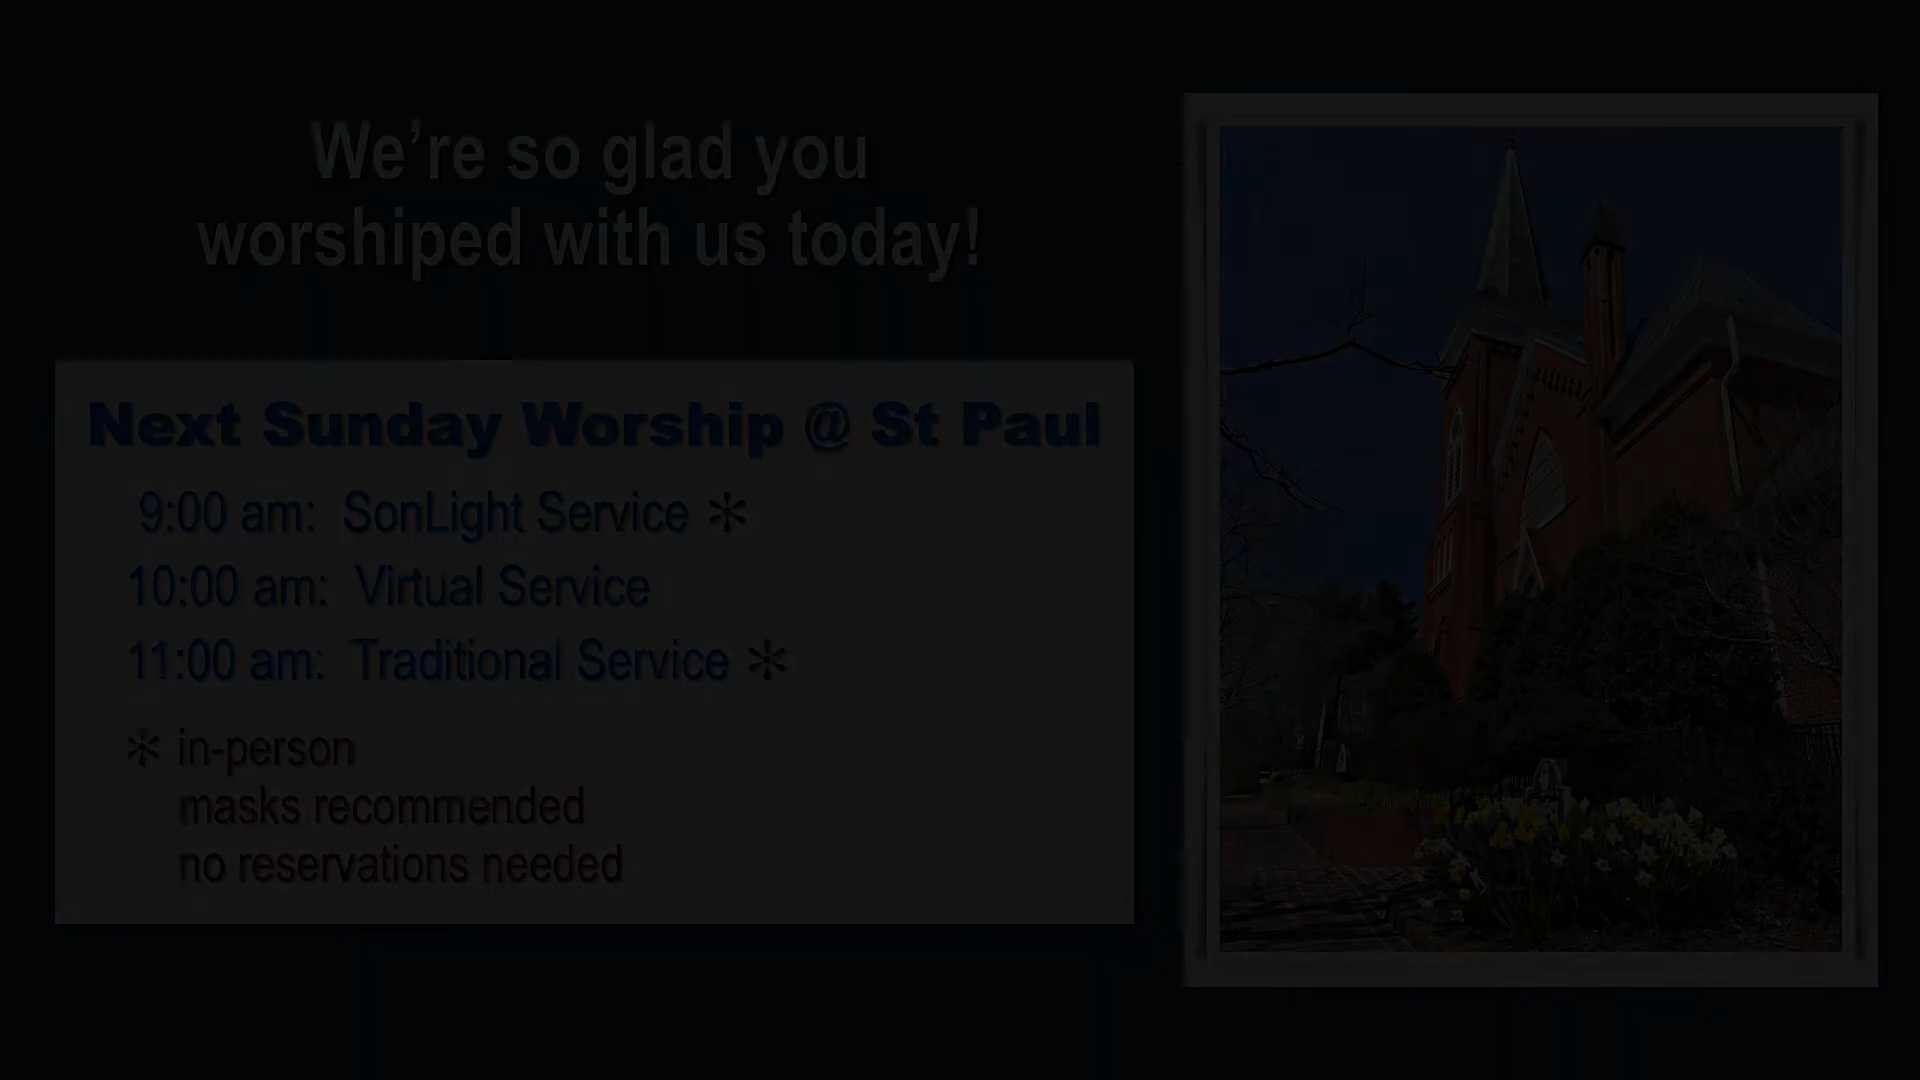 We’re so glad you
worshiped with us today!
Next Sunday Worship @ St Paul
9:00 am: SonLight Service *
10:00 am: Virtual Service
11:00 am: Traditional Service *
* in-person
masks recommended
no reservations needed